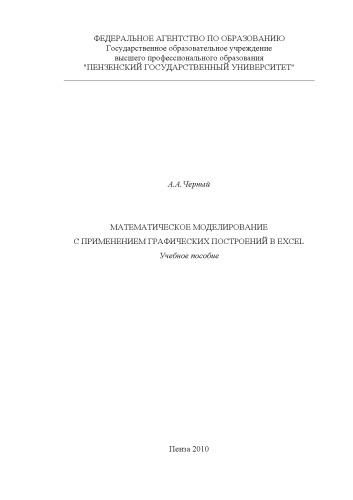 ФЕДЕРАЛЬНОЕ АГЕНТСТВО ПО ОБРАЗОВАНИЮ
Государственное образовательное учреждение
высшего профессионального образования
"ПЕНЗЕНСКИЙ ГОСУДАРСТВЕННЫЙ УНИВЕРСИТЕТ"
А.А.Черный
МАТЕМАТИЧЕСКОЕ МОДЕЛИРОВАНИЕ
С ПРИМЕНЕНИЕМ ГРАФИЧЕСКИХ ПОСТРОЕНИЙ В EXCEL
Учебное пособие
Пенза 2010